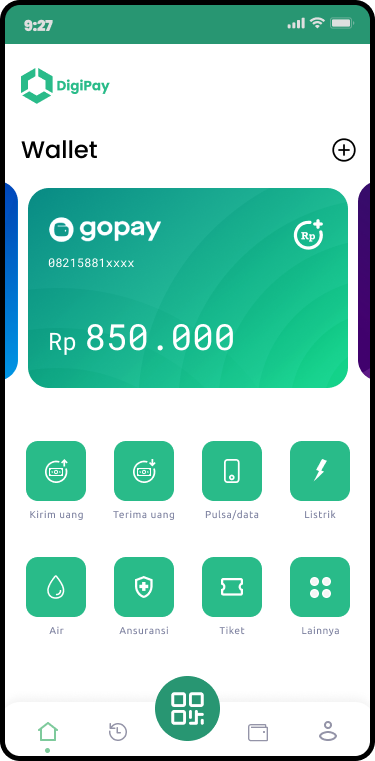 9:27
DigiPay
Wallet
gopay
Rp
08215881xxxx
Rp 850.000
Kirim uang
Terima uang
Pulsa/data
Listrik
Air
Ansuransi
Tiket
Lainnya